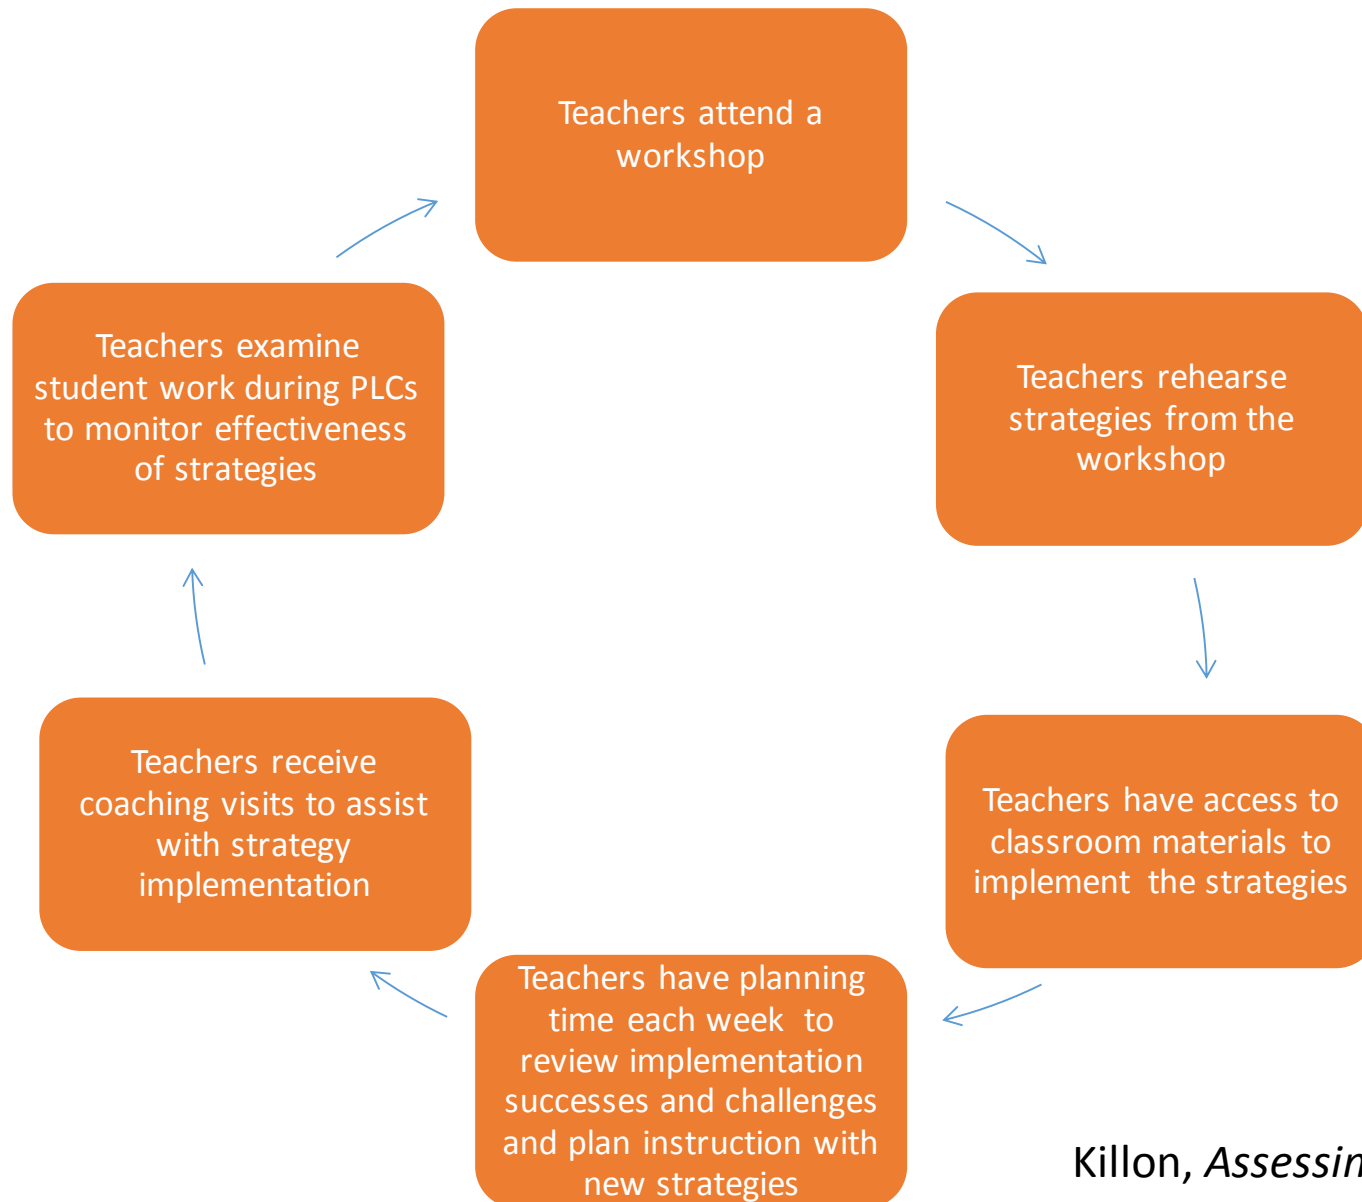 Teachers attend a
workshop
Teachers rehearse
strategies from the
workshop
Teachers have access to
classroom materials to
implement the strategies
Teachers have planning
time each week to
review implementation
successes and challenges
and plan instruction with
new strategies
Teachers receive
coaching visits to assist
with strategy
implementation
Teachers examine
student work during PLCs
to monitor effectiveness
of strategies
Killon,